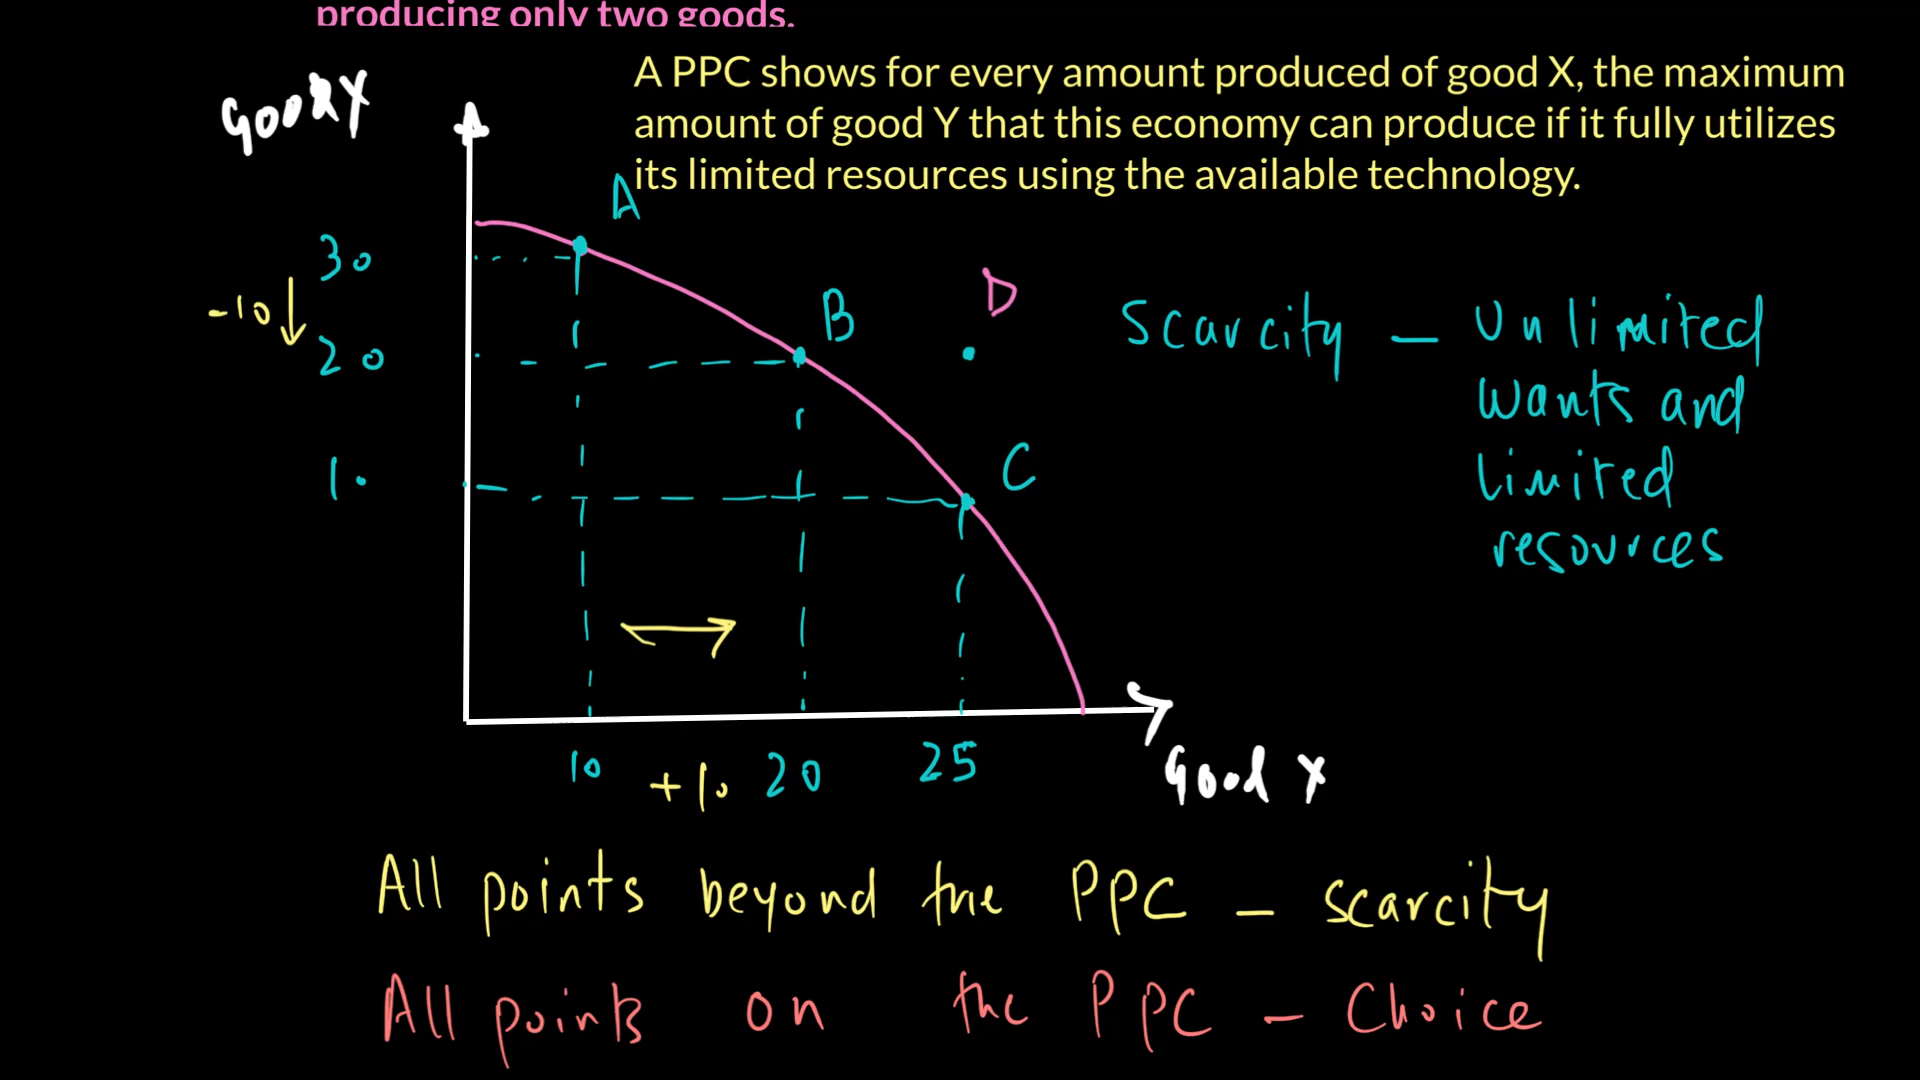 producing only two goods.
A PPC shows for every amount produced of good X, the maximum
amount of good Y that this economy can produce if it fully utilizes
its limited resources using the available technology.
Good Y
A
30
-10
20
10
B
D
C
Scarcity – Unlimited
wants and
limited
resources
10
+10
20
25
Good X
All points beyond the PPC – scarcity
All points on the PPC – Choice